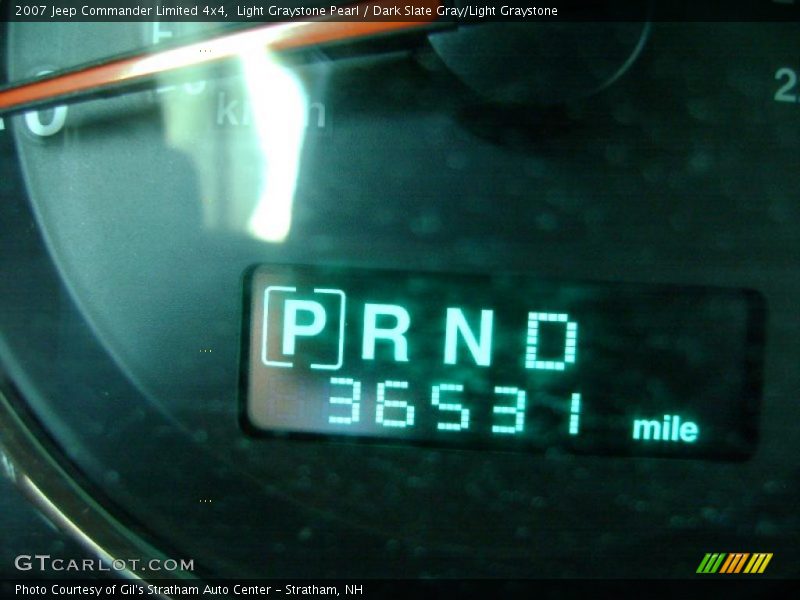 2007 Jeep Commander Limited 4x4,  Light Graystone Pearl / Dark Slate Gray/Light Graystone
[P] R N D
36531 mile
GTCARLOT.COM
Photo Courtesy of Gil's Stratham Auto Center - Stratham, NH